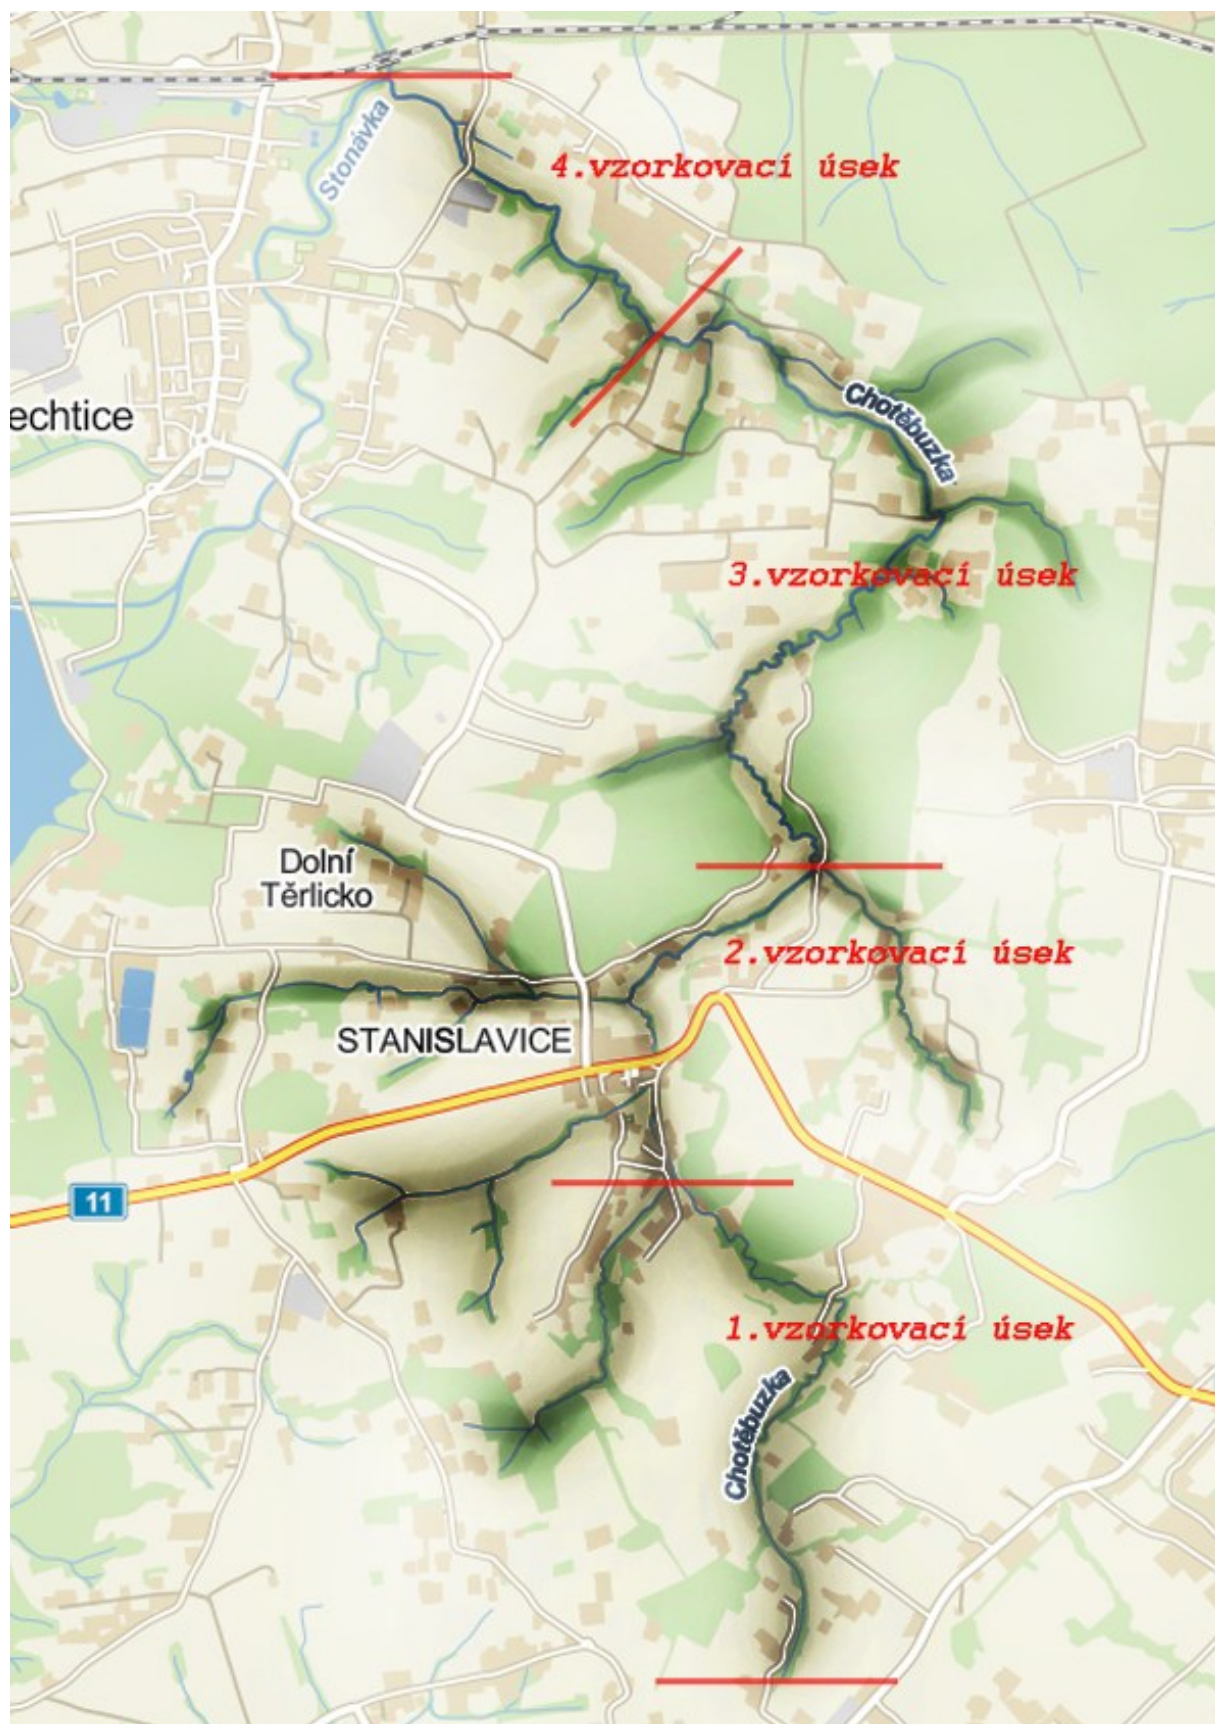 Stonávka
4.vzorkovací úsek
echtice
Chotěbuzka
3.vzorkovací úsek
Dolní
Těrlicko
2.vzorkovací úsek
STANISLAVICE
11
1.vzorkovací úsek
Chotěbuzka